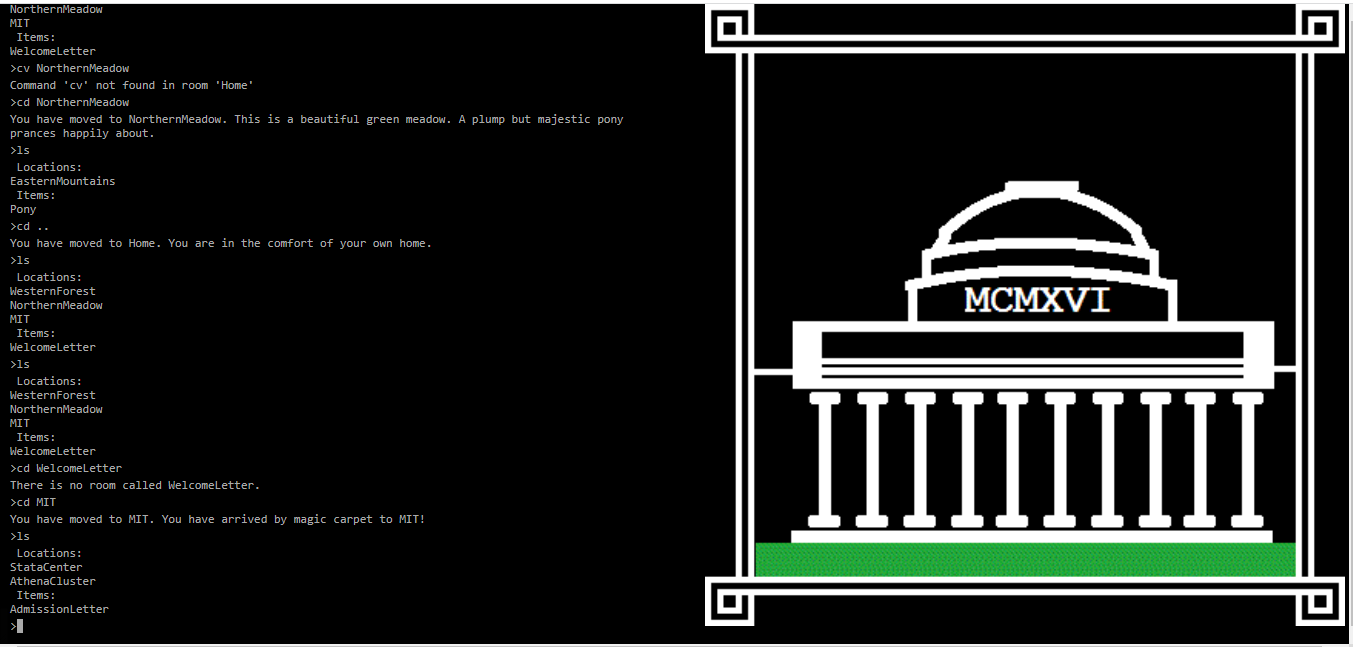 NorthernMeadow
MIT
Items:
WelcomeLetter
>cv NorthernMeadow
Command 'cv' not found in room 'Home'
>cd NorthernMeadow
You have moved to NorthernMeadow. This is a beautiful green meadow. A plump but majestic pony
prances happily about.
>ls
Locations:
EasternMountains
Items:
Pony
>cd ..
You have moved to Home. You are in the comfort of your own home.
>ls
Locations:
WesternForest
NorthernMeadow
MIT
Items:
WelcomeLetter
>ls
Locations:
WesternForest
NorthernMeadow
MIT
Items:
WelcomeLetter
>cd WelcomeLetter
There is no room called WelcomeLetter.
>cd MIT
You have moved to MIT. You have arrived by magic carpet to MIT!
>ls
Locations:
StataCenter
AthenaCluster
Items:
AdmissionLetter
>
MCMXVI